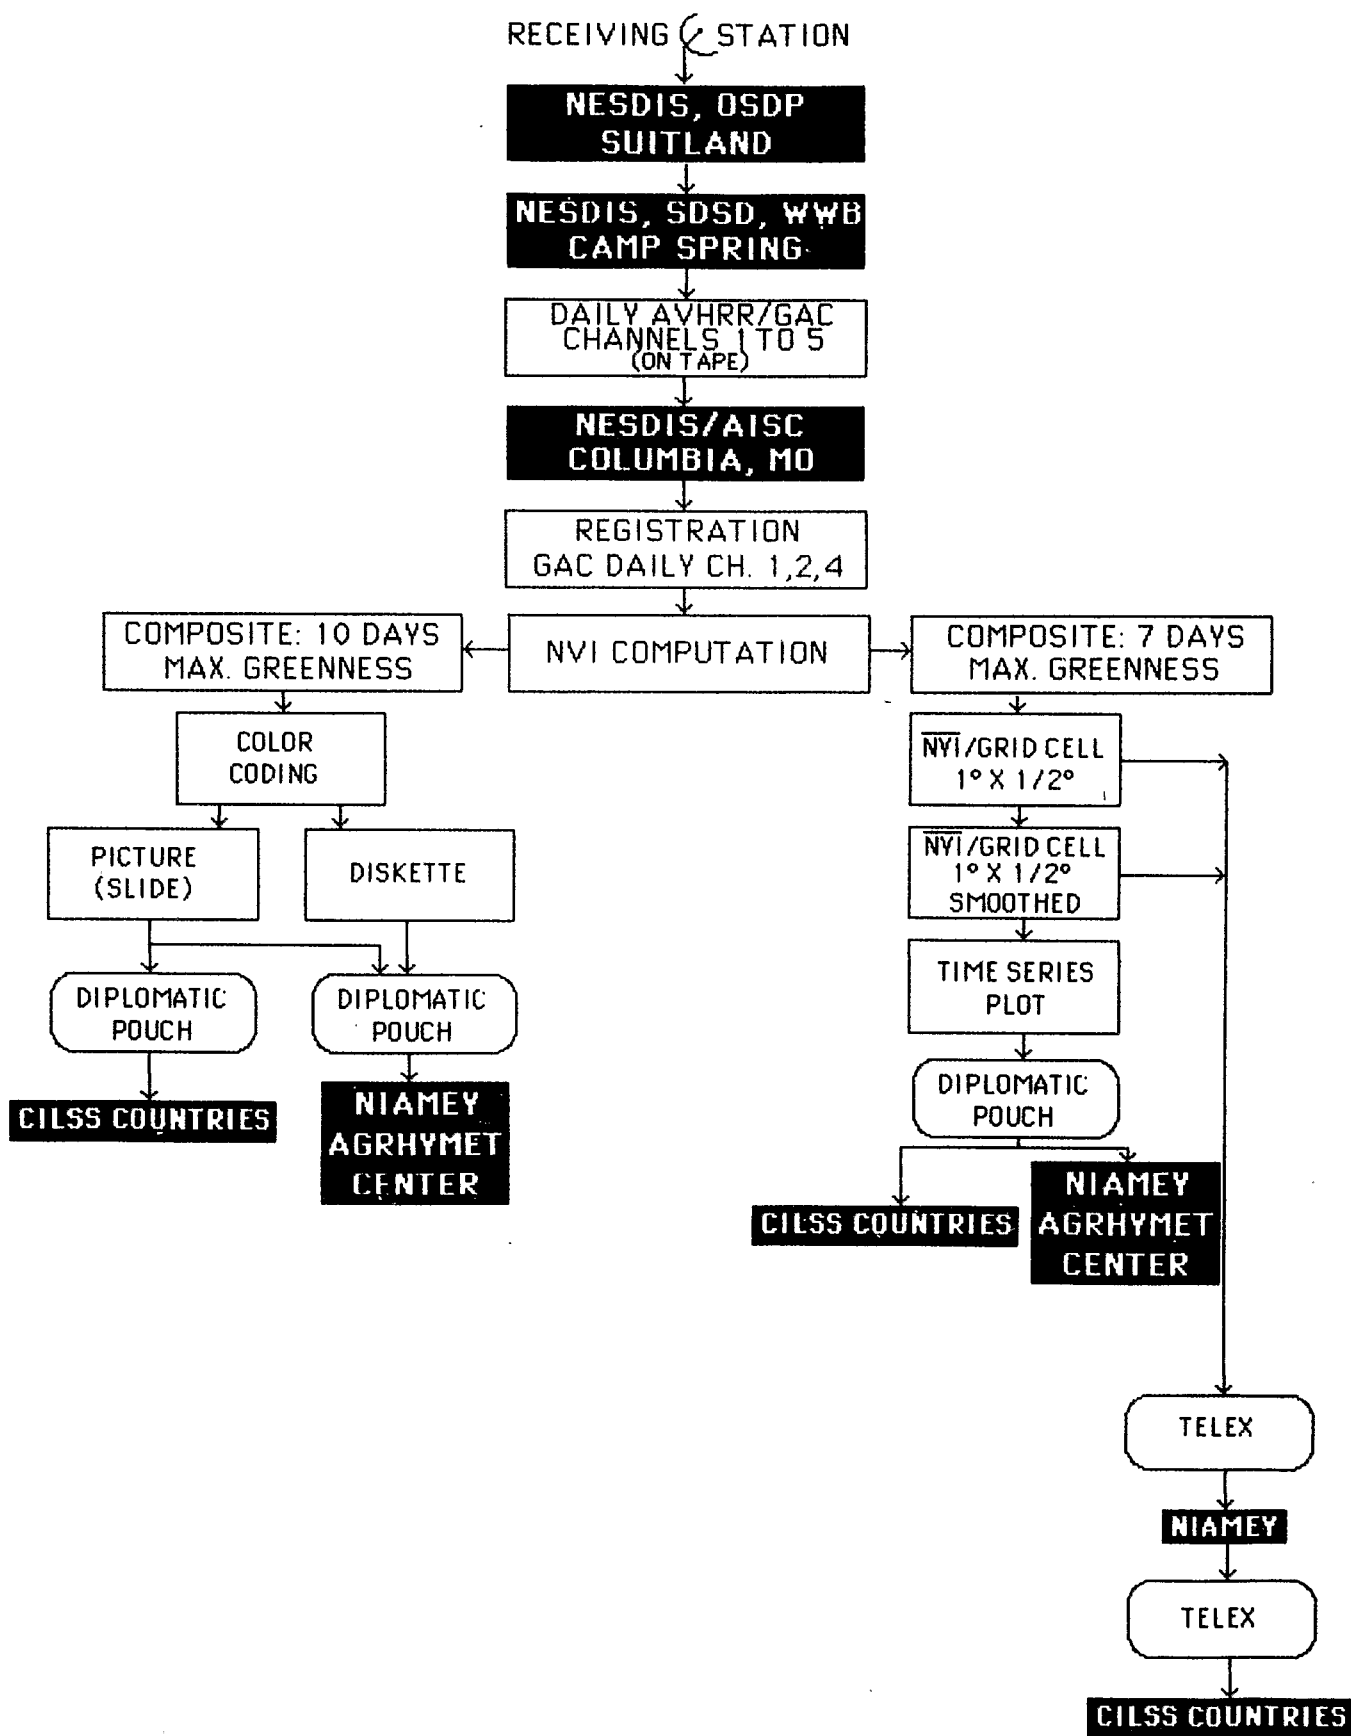 RECEIVING STATION
NESDIS, OSDP
SUITLAND
NESDIS, SDSD, WWB
CAMP SPRING
DAILY AVHRR/GAC
CHANNELS 1 TO 5
(ON TAPE)
NESDIS/AISC
COLUMBIA, MO
REGISTRATION
GAC DAILY CH. 1,2,4
COMPOSITE: 10 DAYS
MAX. GREENNESS
NVI COMPUTATION
COMPOSITE: 7 DAYS
MAX. GREENNESS
COLOR
CODING
PICTURE
(SLIDE)
DISKETTE
DIPLOMATIC
POUCH
DIPLOMATIC
POUCH
CILSS COUNTRIES
NIAMEY
AGRHYMET
CENTER
NVI/GRID CELL
1° X 1/2°
NVI/GRID CELL
1° X 1/2°
SMOOTHED
TIME SERIES
PLOT
DIPLOMATIC
POUCH
CILSS COUNTRIES
NIAMEY
AGRHYMET
CENTER
TELEX
NIAMEY
TELEX
CILSS COUNTRIES